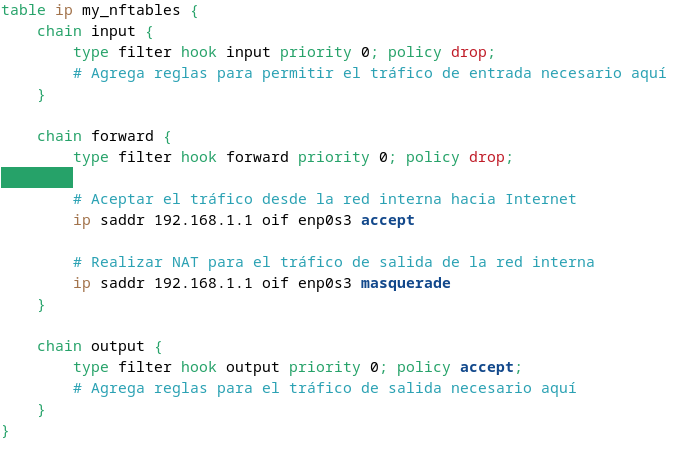 table ip my_nftables {
    chain input {
        type filter hook input priority 0; policy drop;
        # Agrega reglas para permitir el tráfico de entrada necesario aquí
    }

    chain forward {
        type filter hook forward priority 0; policy drop;

        # Aceptar el tráfico desde la red interna hacia Internet
        ip saddr 192.168.1.1 oif enp0s3 accept

        # Realizar NAT para el tráfico de salida de la red interna
        ip saddr 192.168.1.1 oif enp0s3 masquerade
    }

    chain output {
        type filter hook output priority 0; policy accept;
        # Agrega reglas para el tráfico de salida necesario aquí
    }
}